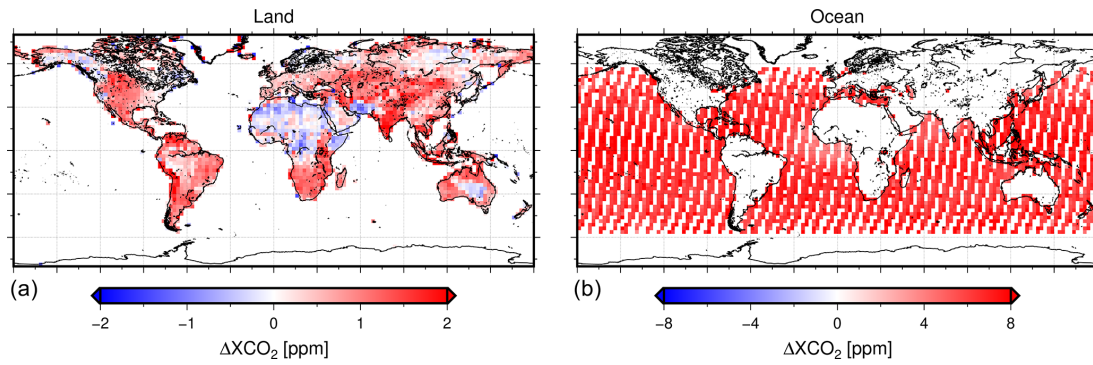 Land
Ocean
(a)
(b)
−2
−1
0
1
2
−8
−4
0
4
8
ΔXCO₂ [ppm]
ΔXCO₂ [ppm]